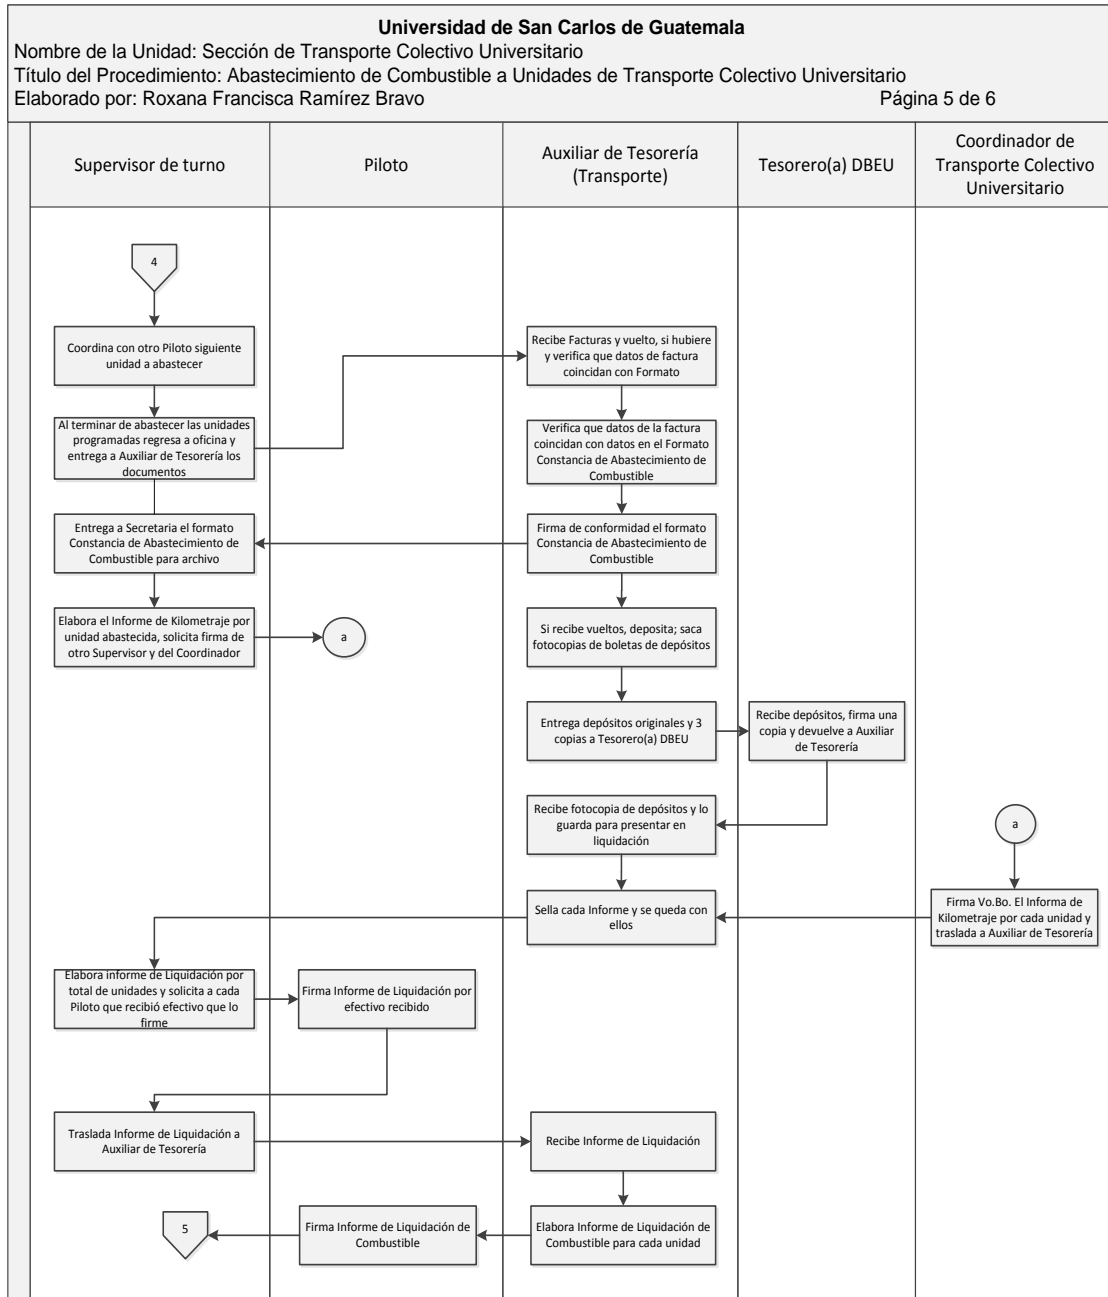 Universidad de San Carlos de Guatemala
Nombre de la Unidad: Sección de Transporte Colectivo Universitario
Título del Procedimiento: Abastecimiento de Combustible a Unidades de Transporte Colectivo Universitario
Elaborado por: Roxana Francisca Ramírez Bravo
Página 5 de 6
Supervisor de turno
Piloto
Auxiliar de Tesorería
(Transporte)
Tesorero(a) DBEU
Coordinador de
Transporte Colectivo
Universitario
4
Coordina con otro Piloto siguiente
unidad a abastecer
Recibe Facturas y vuelto, si hubiere
y verifica que datos de factura
coincidan con Formato
Al terminar de abastecer las unidades
programadas regresa a oficina y
entrega a Auxiliar de Tesorería los
documentos
Verifica que datos de la factura
coincidan con datos en el Formato
Constancia de Abastecimiento de
Combustible
Entrega a Secretaria el formato
Constancia de Abastecimiento de
Combustible para archivo
Firma de conformidad el formato
Constancia de Abastecimiento de
Combustible
Elabora el Informe de Kilometraje por
unidad abastecida, solicita firma de
otro Supervisor y del Coordinador
a
Si recibe vueltos, deposita; saca
fotocopias de boletas de depósitos
Entrega depósitos originales y 3
copias a Tesorero(a) DBEU
Recibe depósitos, firma una
copia y devuelve a Auxiliar
de Tesorería
Recibe fotocopia de depósitos y lo
guarda para presentar en
liquidación
a
Sella cada Informe y se queda con
ellos
Firma Vo.Bo. El Informa de
Kilometraje por cada unidad y
traslada a Auxiliar de Tesorería
Elabora informe de Liquidación por
total de unidades y solicita a cada
Piloto que recibió efectivo que lo
firme
Firma Informe de Liquidación por
efectivo recibido
Traslada Informe de Liquidación a
Auxiliar de Tesorería
Recibe Informe de Liquidación
5
Firma Informe de Liquidación de
Combustible
Elabora Informe de Liquidación de
Combustible para cada unidad